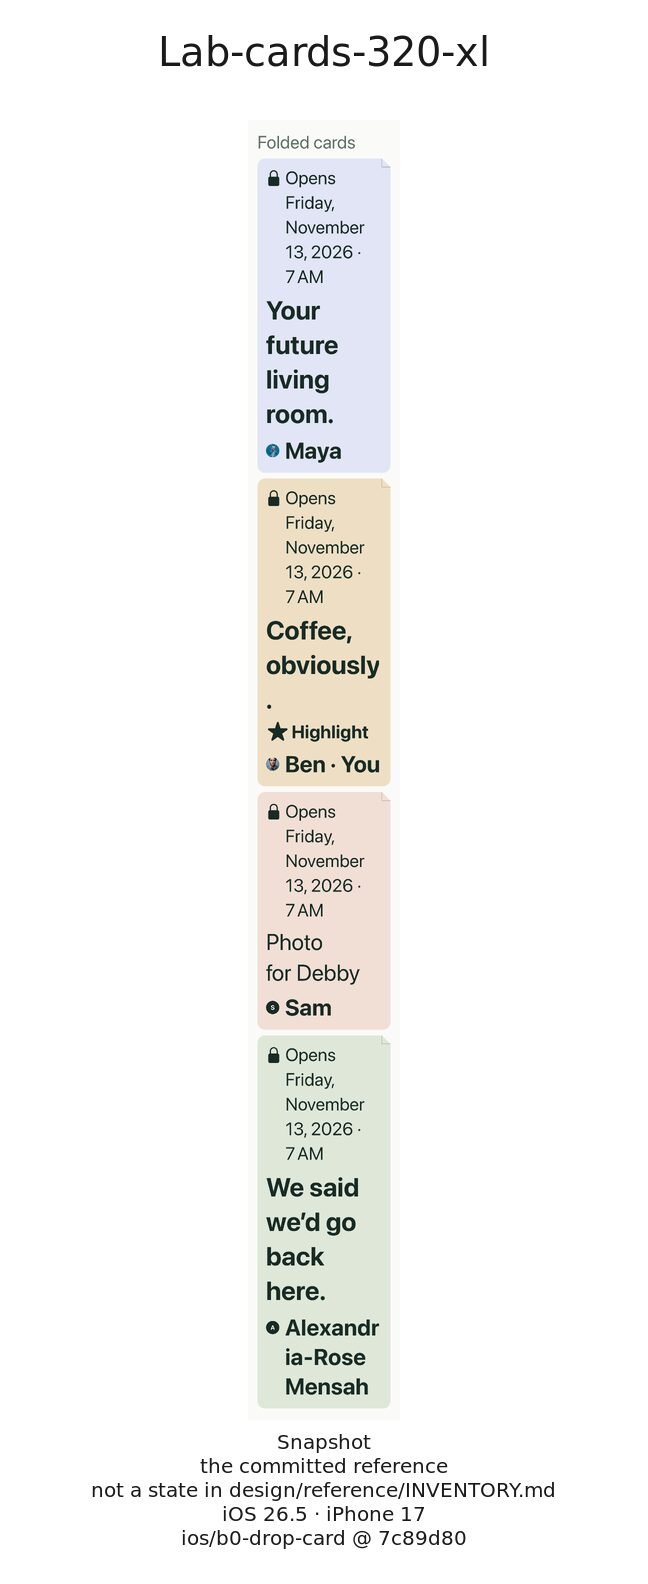 Lab-cards-320-xl
Folded cards
Opens
Friday,
November
13, 2026 ·
7 AM
Your
future
living
room.
Maya
Opens
Friday,
November
13, 2026 ·
7 AM
Coffee,
obviously
.
Highlight
Ben · You
Opens
Friday,
November
13, 2026 ·
7 AM
Photo
for Debby
S Sam
Opens
Friday,
November
13, 2026 ·
7 AM
We said
we’d go
back
here.
A Alexandr
ia-Rose
Mensah
Snapshot
the committed reference
not a state in design/reference/INVENTORY.md
iOS 26.5 · iPhone 17
ios/b0-drop-card @ 7c89d80